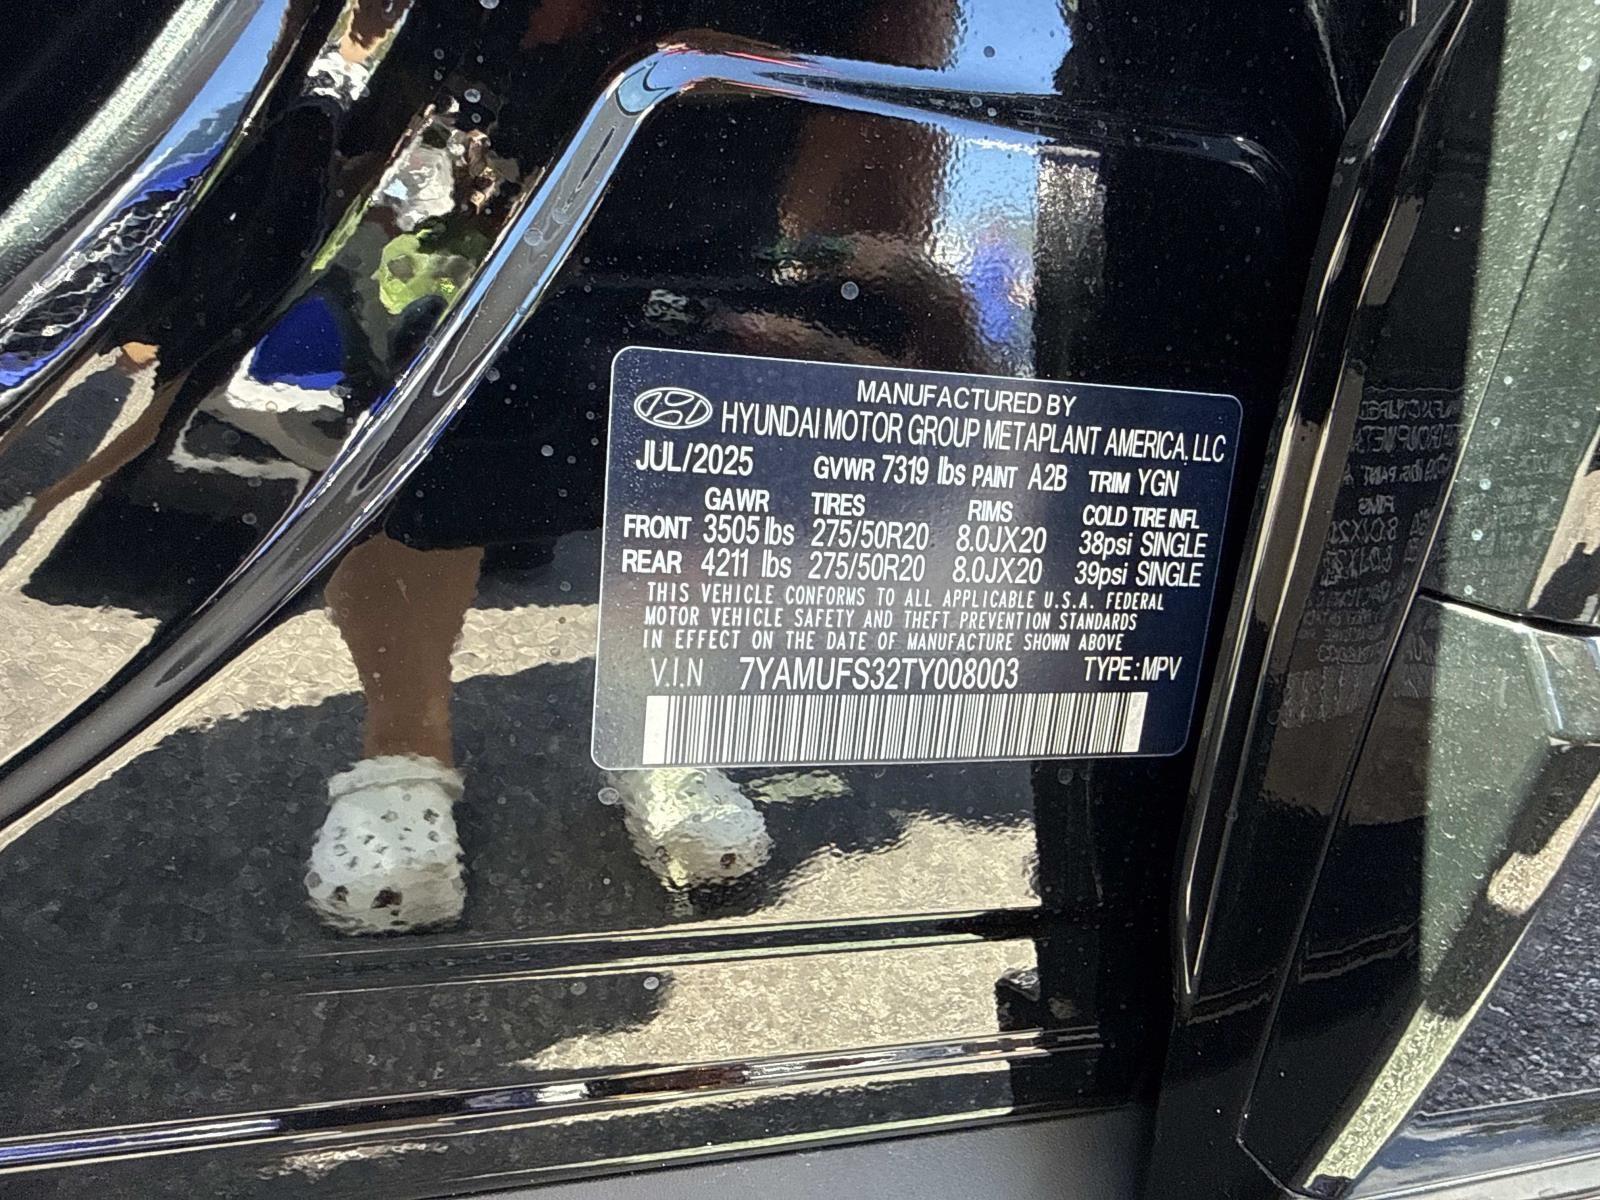 MANUFACTURED BY
HYUNDAI MOTOR GROUP METAPLANT AMERICA, LLC
JUL/2025 GVWR 7319 lbs PAINT A2B TRIM YGN
GAWR TIRES RIMS COLD TIRE INFL
FRONT 3505 lbs 275/50R20 8.0JX20 38psi SINGLE
REAR 4211 lbs 275/50R20 8.0JX20 39psi SINGLE
THIS VEHICLE CONFORMS TO ALL APPLICABLE U.S.A. FEDERAL
MOTOR VEHICLE SAFETY AND THEFT PREVENTION STANDARDS
IN EFFECT ON THE DATE OF MANUFACTURE SHOWN ABOVE
V.I.N 7YAMUFS32TY008003 TYPE:MPV